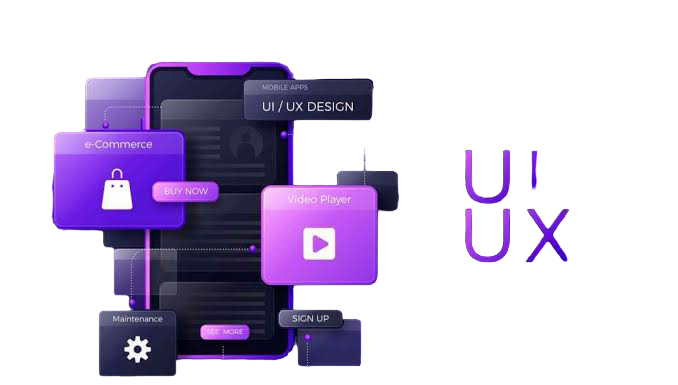 MOBILE APPS
UI / UX DESIGN
e-Commerce
BUY NOW
Video Player
Maintenance
SEE MORE
SIGN UP
UI
UX